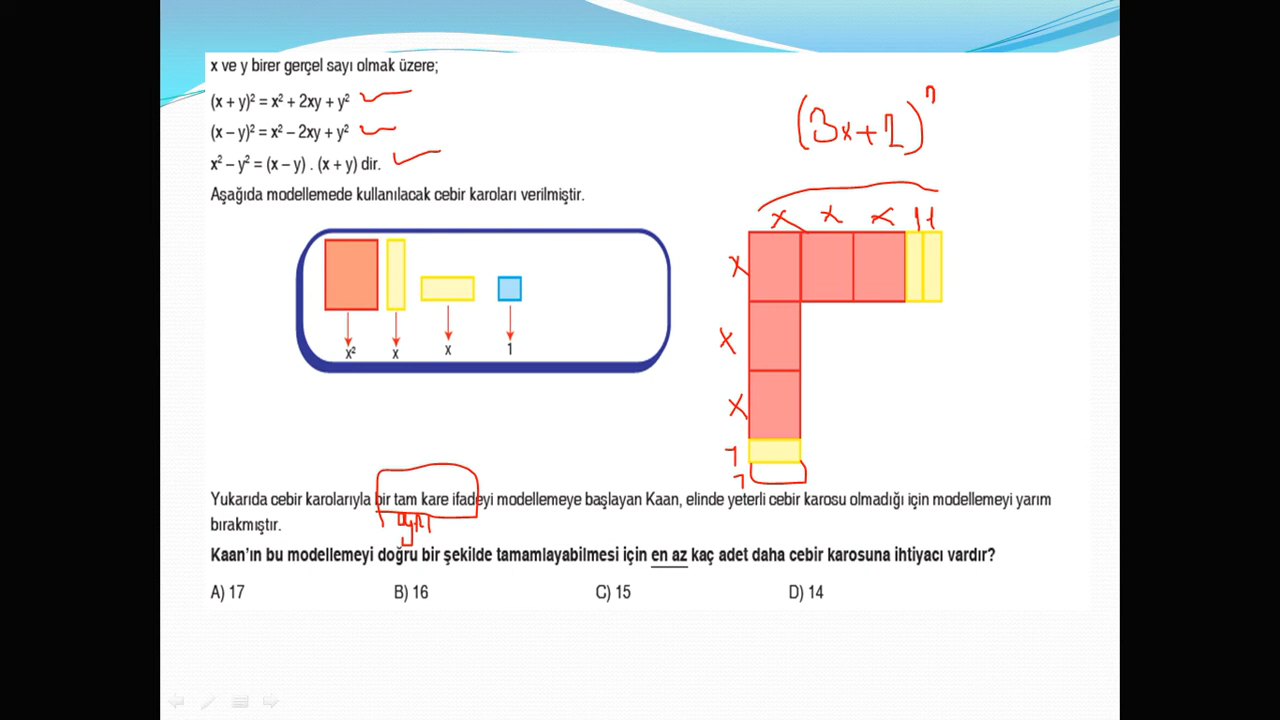 x ve y birer gerçel sayı olmak üzere;
(x + y)² = x² + 2xy + y²
(x – y)² = x² – 2xy + y²
x² – y² = (x – y) . (x + y) dir.
Aşağıda modellemede kullanılacak cebir karoları verilmiştir.
x² x x 1
(3x+2)²
x x x 1 1
x
x
x
1
1
Yukarıda cebir karolarıyla bir tam kare ifadeyi modellemeye başlayan Kaan, elinde yeterli cebir karosu olmadığı için modellemeyi yarım
bırakmıştır.
aynı
Kaan'ın bu modellemeyi doğru bir şekilde tamamlayabilmesi için en az kaç adet daha cebir karosuna ihtiyacı vardır?
A) 17 B) 16 C) 15 D) 14